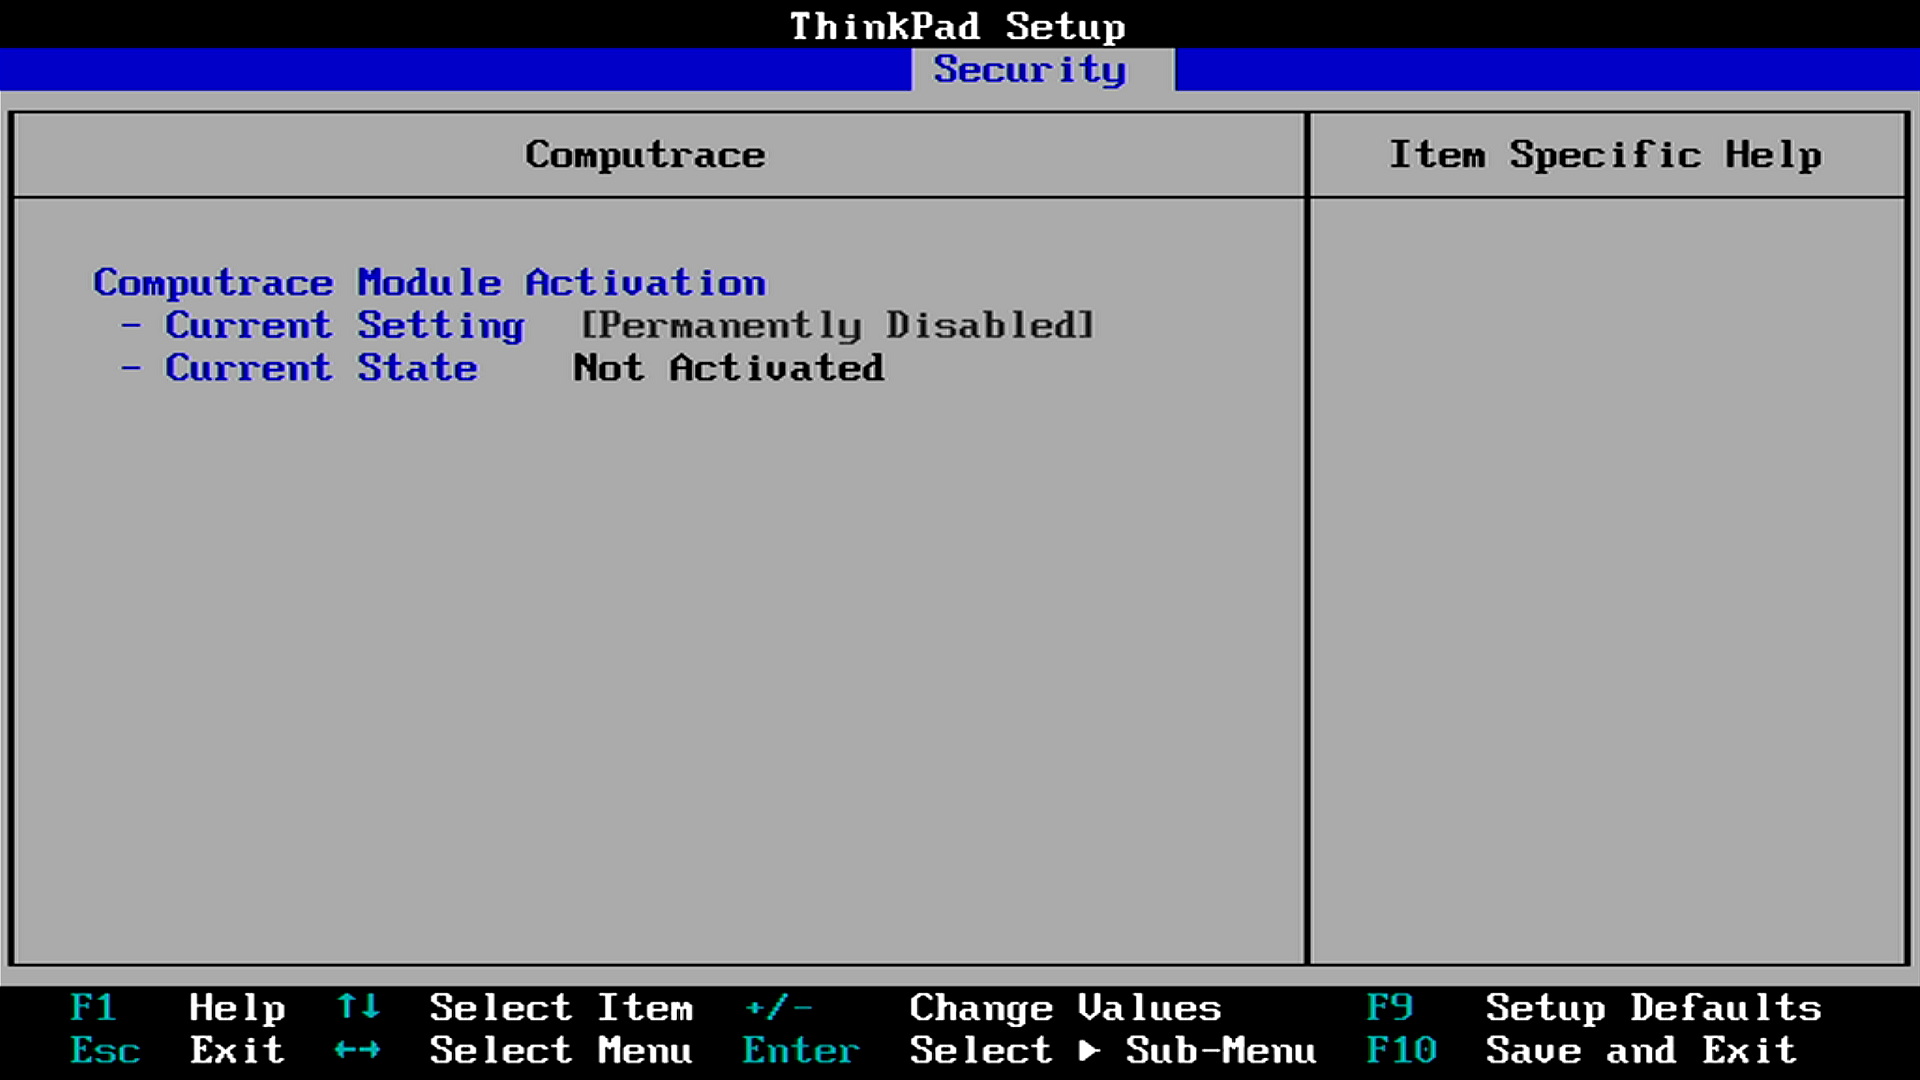 ThinkPad Setup
Security
Computrace
Item Specific Help
Computrace Module Activation
- Current Setting [Permanently Disabled]
- Current State Not Activated
F1 Help ↑↓ Select Item +/- Change Values F9 Setup Defaults
Esc Exit ←→ Select Menu Enter Select ▶ Sub-Menu F10 Save and Exit